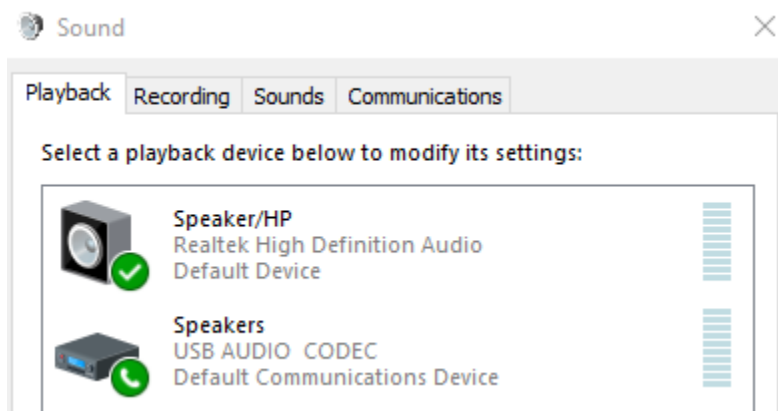 Sound
Playback Recording Sounds Communications
Select a playback device below to modify its settings:
Speaker/HP
Realtek High Definition Audio
Default Device
Speakers
USB AUDIO  CODEC
Default Communications Device